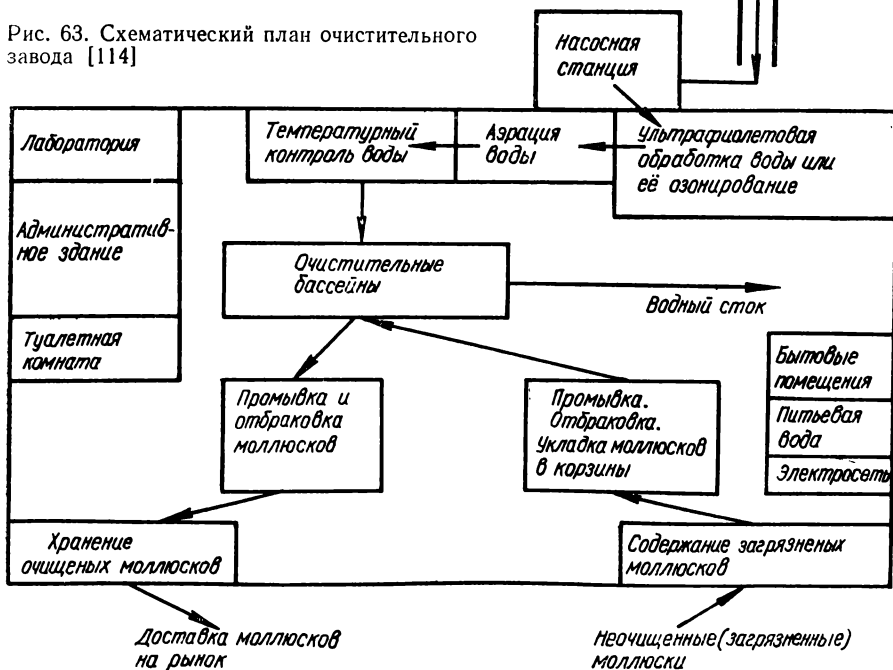 Рис. 63. Схематический план очистительного
завода [114]
Насосная
станция
Лаборатория
Температурный
контроль воды
Аэрация
воды
Ультрафиолетовая
обработка воды или
её озонирование
Административ-
ное здание
Очистительные
бассейны
Водный сток
Туалетная
комната
Бытовые
помещения
Промывка и
отбраковка
моллюсков
Промывка.
Отбраковка.
Укладка моллюсков
в корзины
Питьевая
вода
Электросеть
Хранение
очищеных моллюсков
Содержание загрязненых
моллюсков
Доставка моллюсков
на рынок
Неочищенные (загрязненные)
моллюски